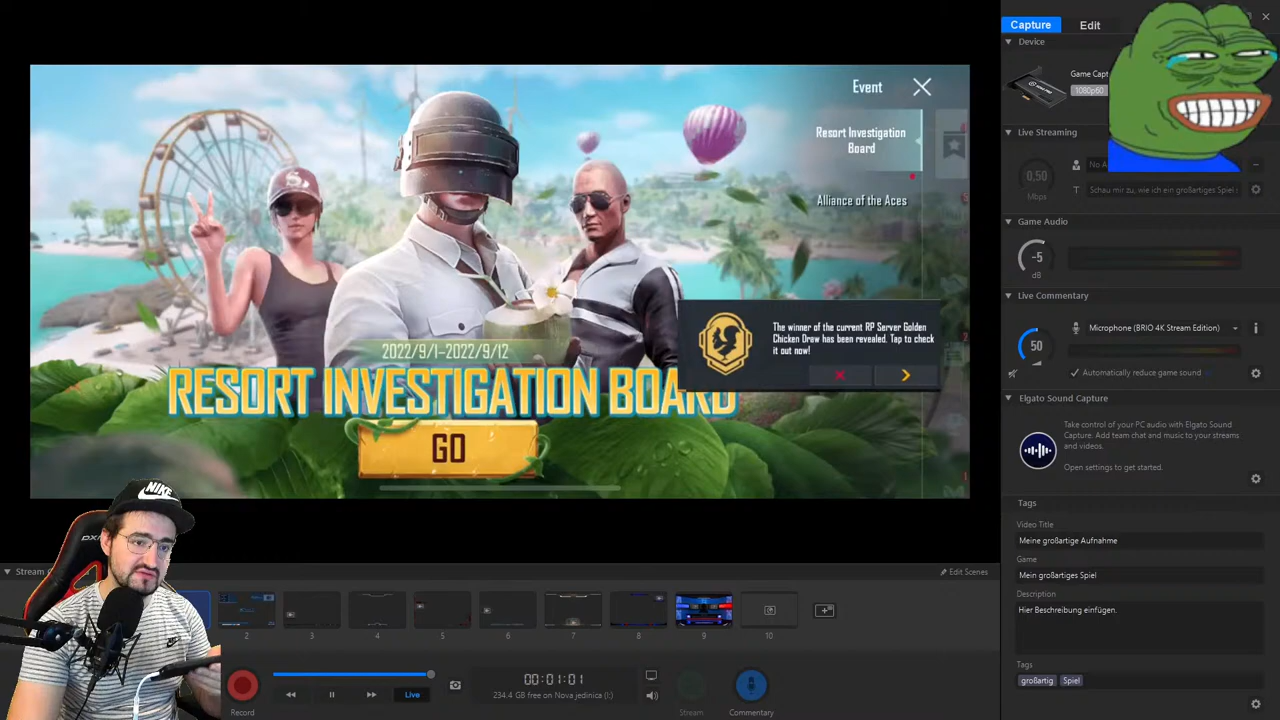 Capture
Edit
Device
Game Capt
1080p60
Live Streaming
0,50
Mbps
No A
T
Schau mir zu, wie ich ein großartiges Spiel s
Game Audio
-5
dB
Live Commentary
50
Microphone (BRIO 4K Stream Edition)
Automatically reduce game sound
Elgato Sound Capture
Take control of your PC audio with Elgato Sound
Capture. Add team chat and music to your streams
and videos.
Open settings to get started.
Tags
Video Title
Meine großartige Aufnahme
Game
Mein großartiges Spiel
Description
Hier Beschreibung einfügen.
Tags
großartig
Spiel
Event
Resort Investigation
Board
Alliance of the Aces
The winner of the current RP Server Golden
Chicken Draw has been revealed. Tap to check
it out now!
2022/9/1-2022/9/12
RESORT INVESTIGATION BOARD
GO
NIKE
Stream
Edit Scenes
2
3
4
5
6
7
8
9
10
Record
Live
00:01:01
234.4 GB free on Nova jedinica (I:)
Stream
Commentary